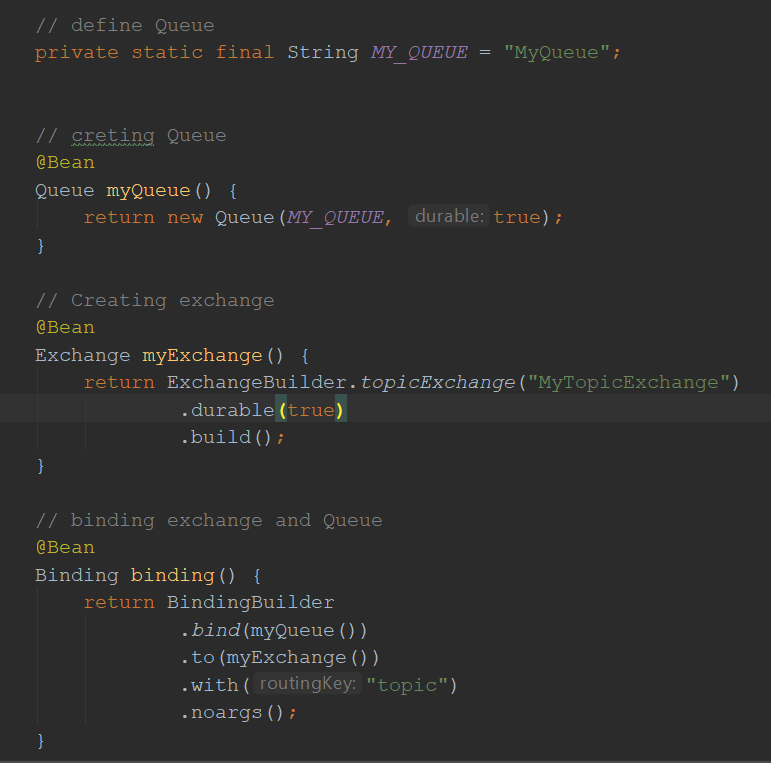 // define Queue
private static final String MY_QUEUE = "MyQueue";
// creting Queue
@Bean
Queue myQueue() {
return new Queue(MY_QUEUE, durable: true);
}
// Creating exchange
@Bean
Exchange myExchange() {
return ExchangeBuilder.topicExchange("MyTopicExchange")
.durable(true)
.build();
}
// binding exchange and Queue
@Bean
Binding binding() {
return BindingBuilder
.bind(myQueue())
.to(myExchange())
.with( routingKey: "topic")
.noargs();
}